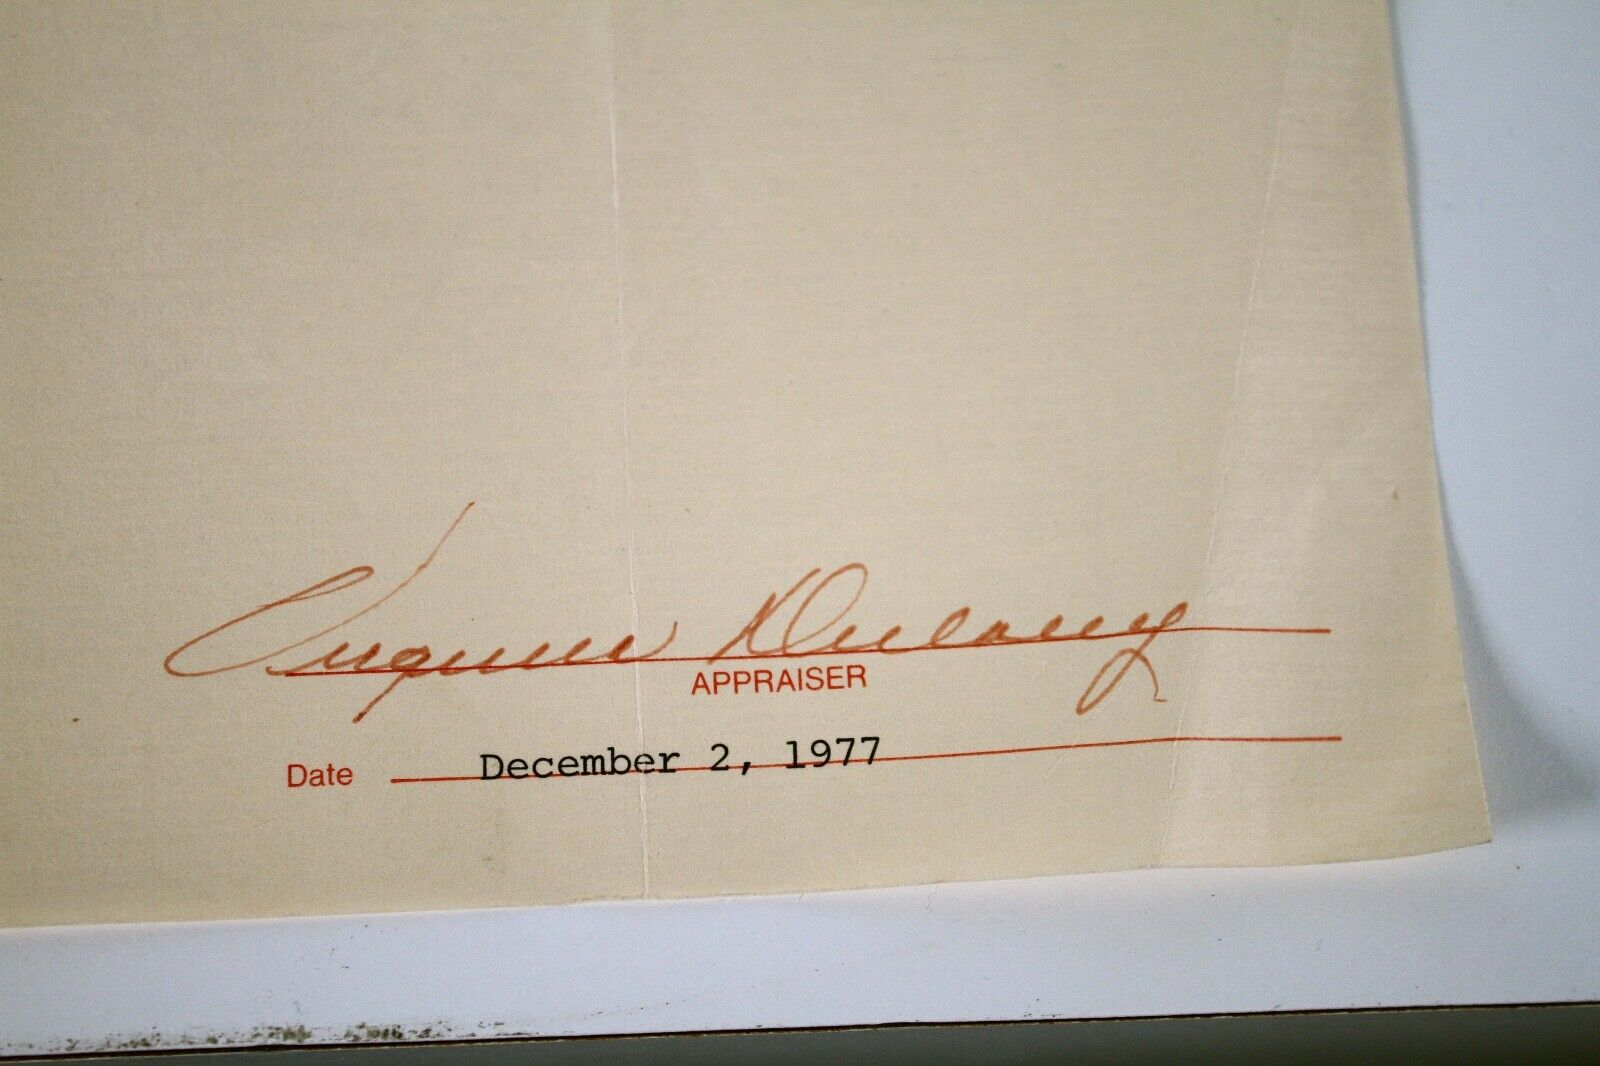 APPRAISER
Date December 2, 1977